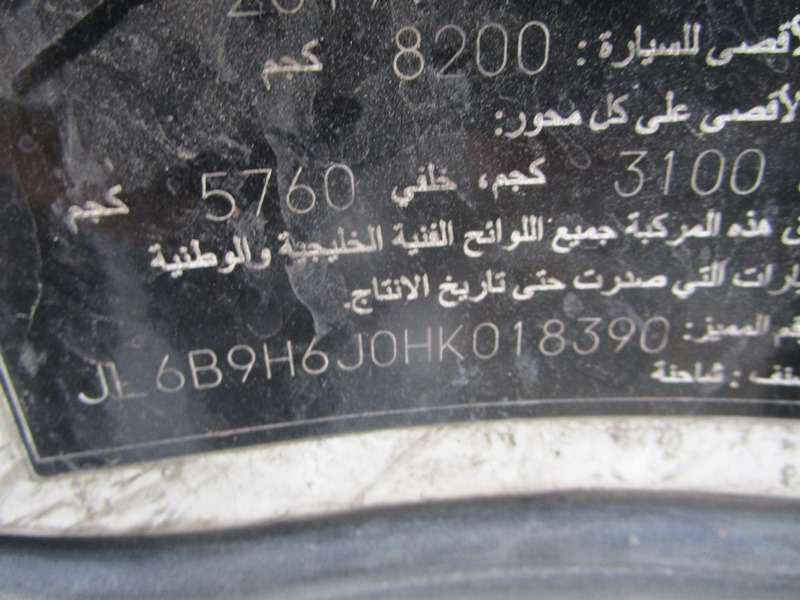 2017
الأقصى للسيارة : 8200 كجم
الأقصى على كل محور:
3100 كجم، خلفي 5760 كجم
هذه المركبة جميع اللوائح الفنية الخليجية والوطنية
التي صدرت حتى تاريخ الانتاج.
المميز: JL6B9H6J0HK018390
شاحنة